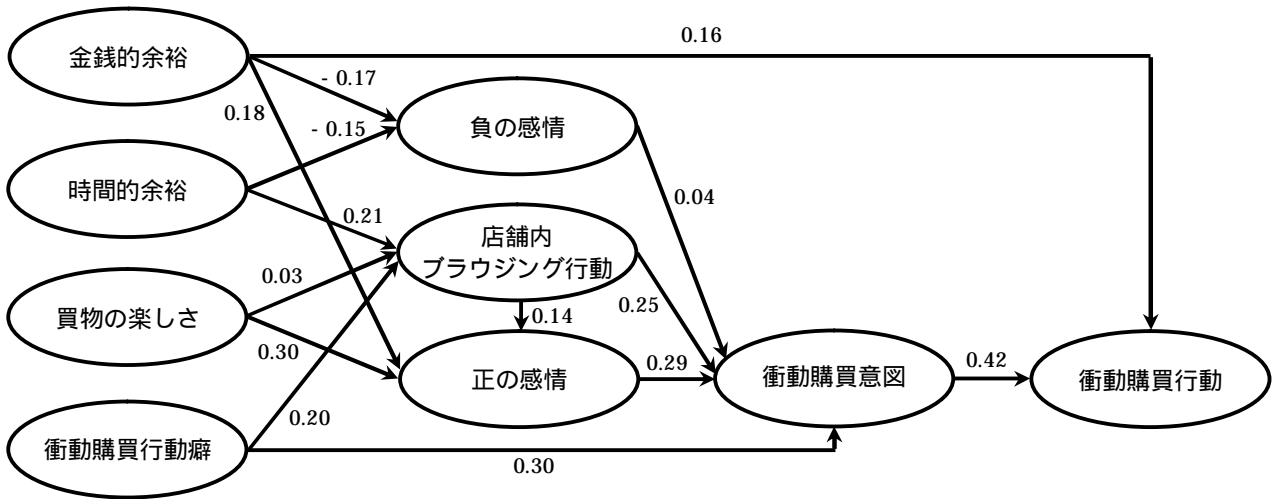 金銭的余裕
0.16
- 0.17
0.18
負の感情
- 0.15
時間的余裕
0.04
0.21
店舗内
ブラウジング行動
0.03
買物の楽しさ
0.25
0.14
0.30
正の感情
0.29
衝動購買意図
0.42
衝動購買行動
0.20
衝動購買行動癖
0.30